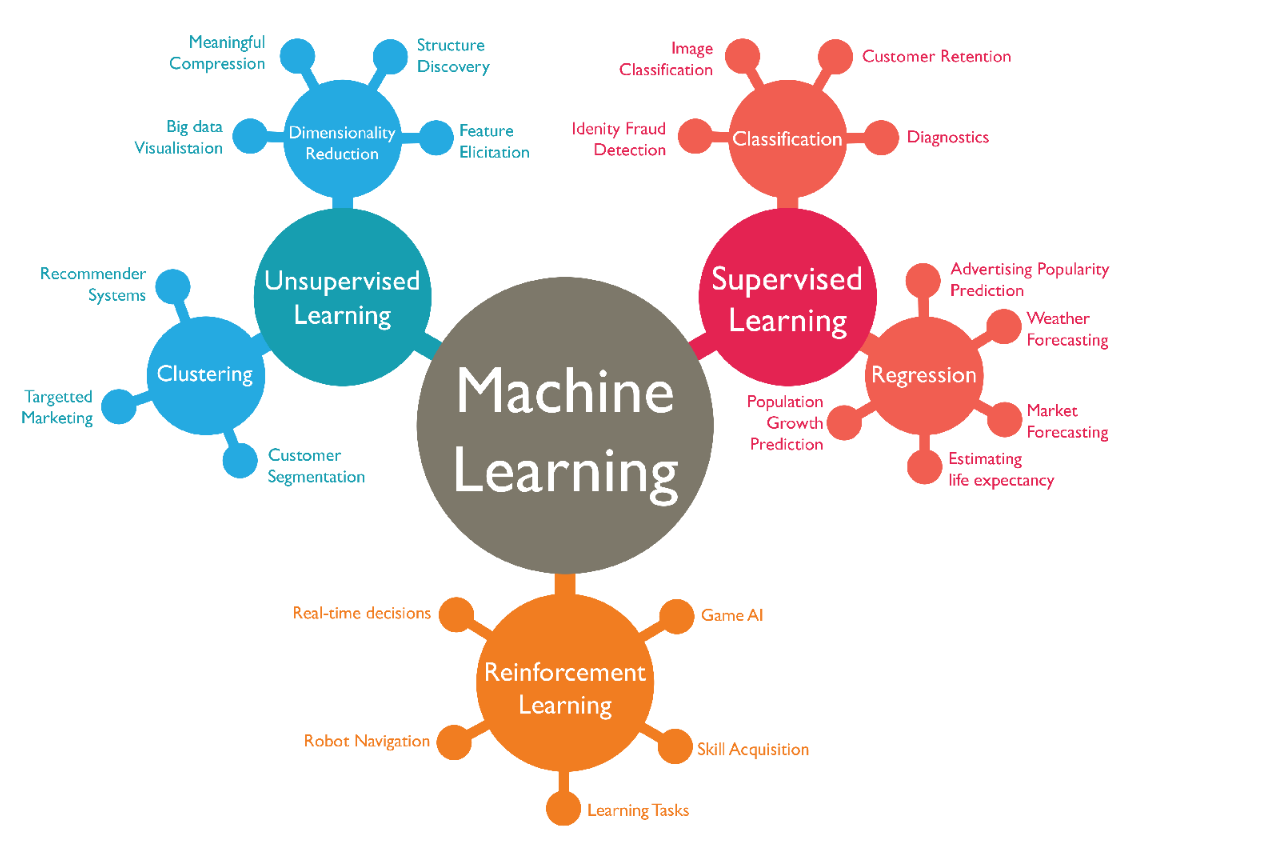 Meaningful
Compression
Structure
Discovery
Big data
Visualistaion
Dimensionality
Reduction
Feature
Elicitation
Image
Classification
Customer Retention
Idenity Fraud
Detection
Classification
Diagnostics
Recommender
Systems
Unsupervised
Learning
Clustering
Targetted
Marketing
Customer
Segmentation
Machine
Learning
Supervised
Learning
Advertising Popularity
Prediction
Weather
Forecasting
Regression
Population
Growth
Prediction
Market
Forecasting
Estimating
life expectancy
Real-time decisions
Game AI
Reinforcement
Learning
Robot Navigation
Skill Acquisition
Learning Tasks